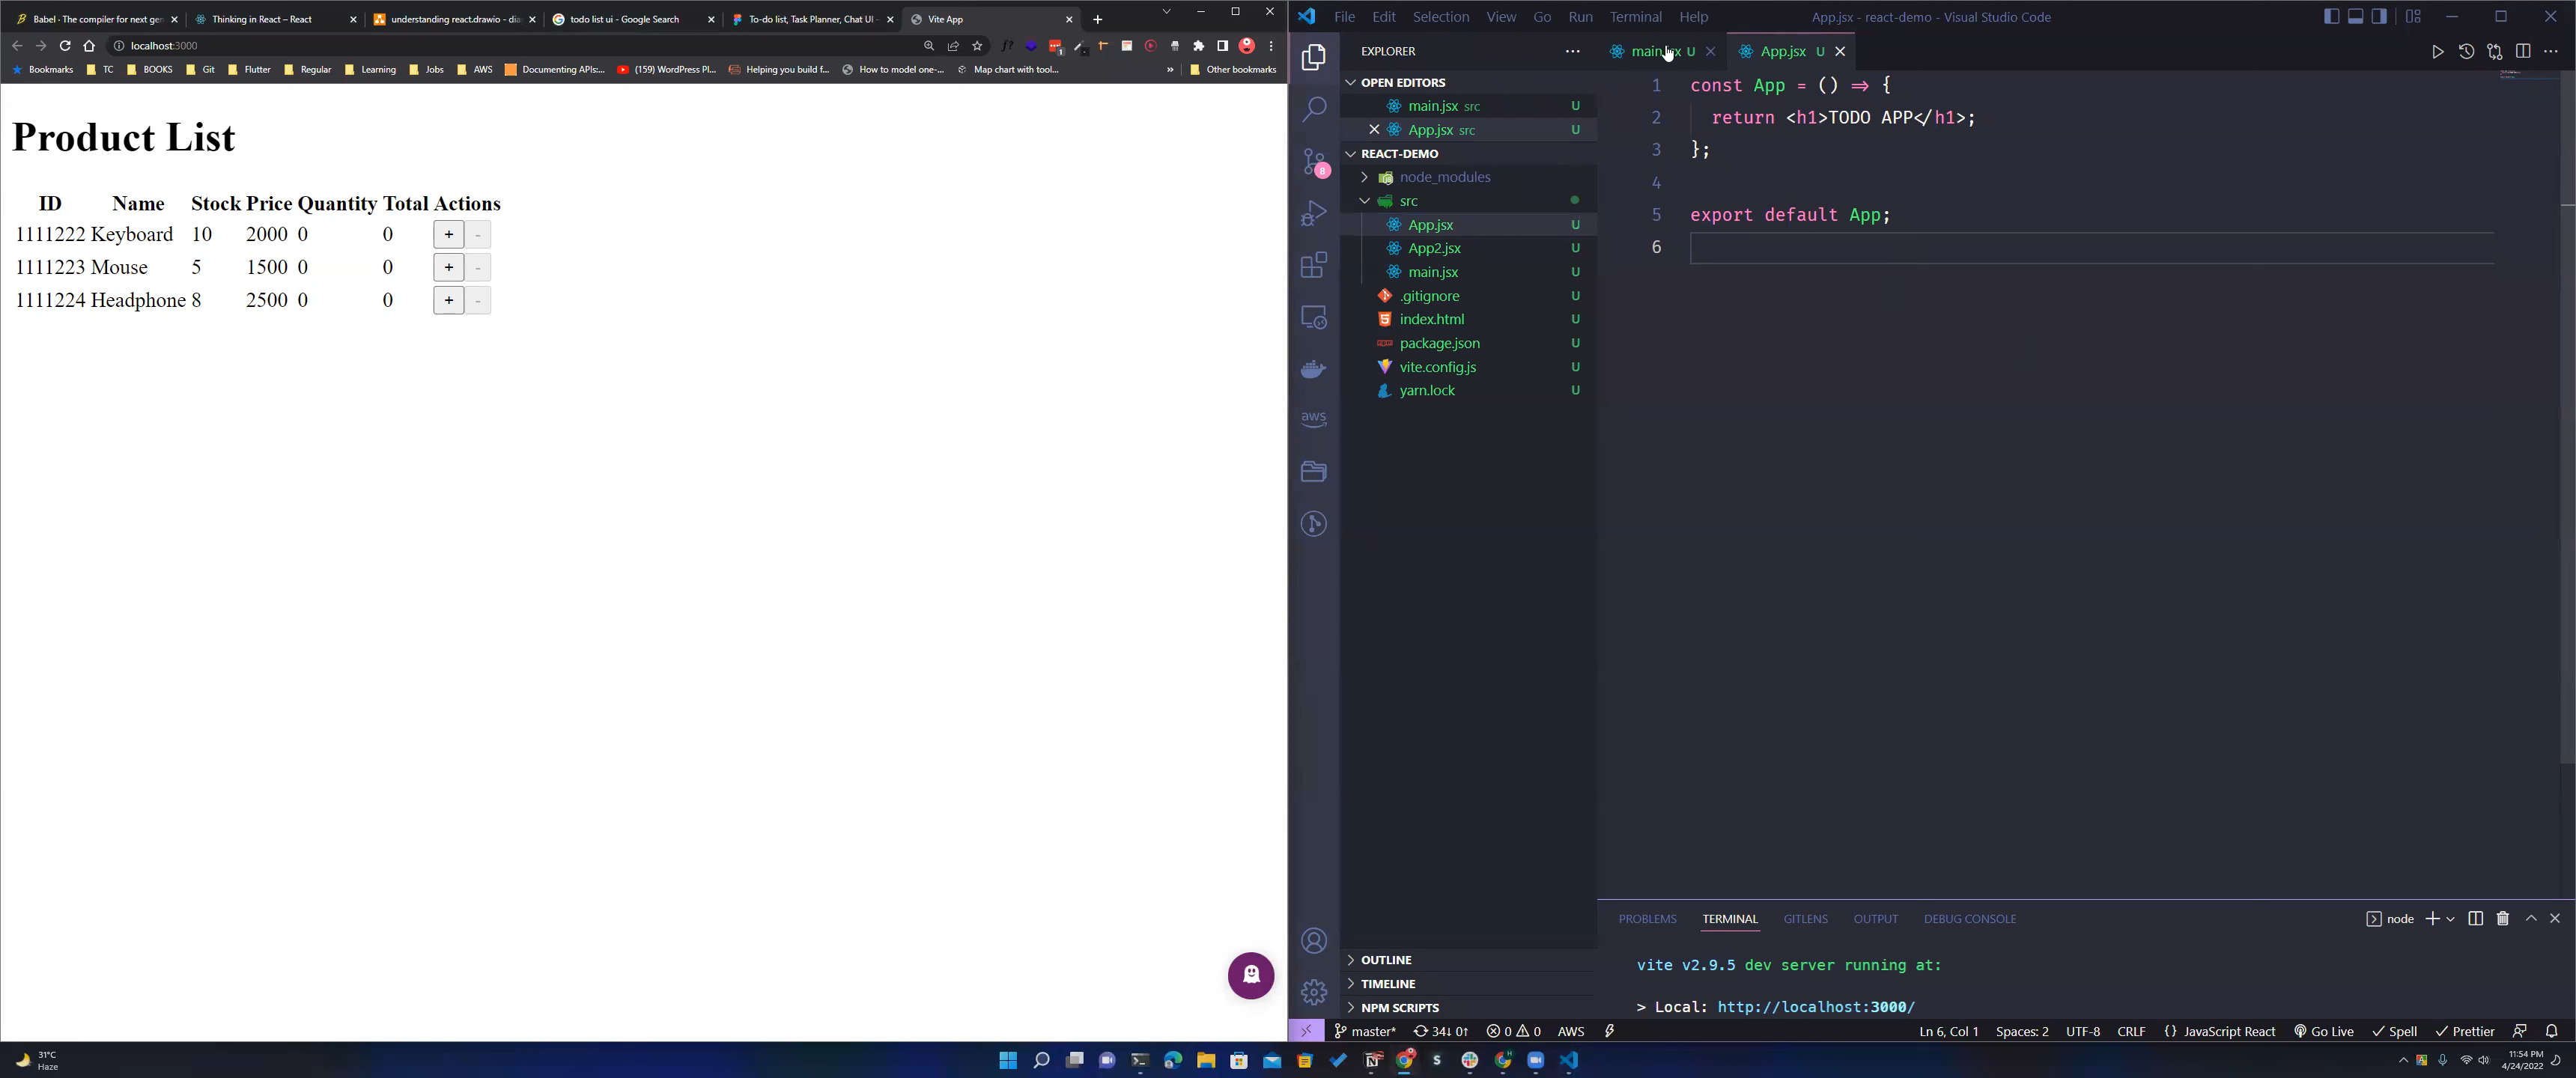 Babel · The compiler for next gen
Thinking in React – React
understanding react.drawio - dia
todo list ui - Google Search
To-do list, Task Planner, Chat UI -
Vite App
localhost:3000
Bookmarks
TC
BOOKS
Git
Flutter
Regular
Learning
Jobs
AWS
Documenting APIs:...
(159) WordPress Pl...
Helping you build f...
How to model one-...
Map chart with tool...
»
Other bookmarks
Product List
ID Name Stock Price Quantity Total Actions
1111222 Keyboard 10 2000 0 0 + -
1111223 Mouse 5 1500 0 0 + -
1111224 Headphone 8 2500 0 0 + -
File Edit Selection View Go Run Terminal Help
App.jsx - react-demo - Visual Studio Code
EXPLORER
OPEN EDITORS
main.jsx src U
App.jsx src U
REACT-DEMO
node_modules
src
App.jsx U
App2.jsx U
main.jsx U
.gitignore U
index.html U
package.json U
vite.config.js U
yarn.lock U
OUTLINE
TIMELINE
NPM SCRIPTS
8
aws
U
App.jsx U
1 const App = () => {
2 return <h1>TODO APP</h1>;
3 };
4
5 export default App;
6
PROBLEMS TERMINAL GITLENS OUTPUT DEBUG CONSOLE
node
vite v2.9.5 dev server running at:
> Local: http://localhost:3000/
master* 34↓ 0↑ 0 0 AWS
Ln 6, Col 1 Spaces: 2 UTF-8 CRLF {} JavaScript React Go Live Spell Prettier
31°C
Haze
11:54 PM
4/24/2022